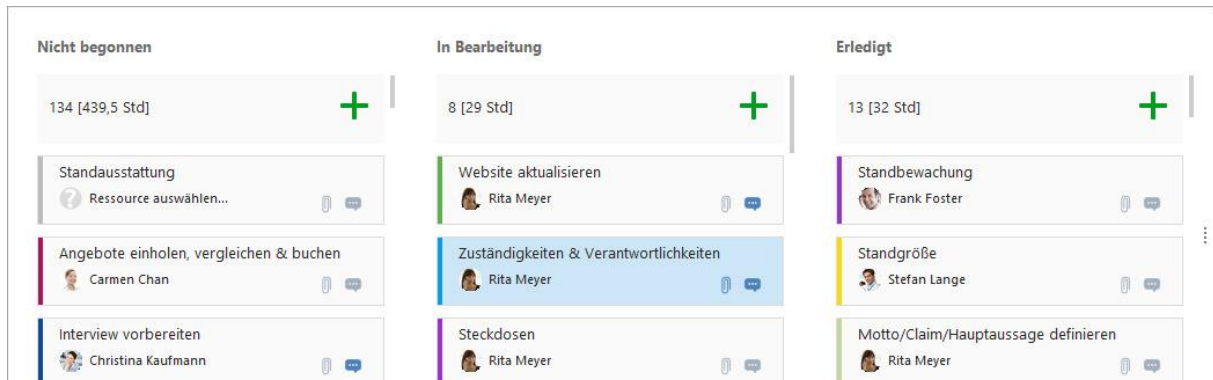 Nicht begonnen
134 [439,5 Std]
Standausstattung
Ressource auswählen...
Angebote einholen, vergleichen & buchen
Carmen Chan
Interview vorbereiten
Christina Kaufmann
In Bearbeitung
8 [29 Std]
Website aktualisieren
Rita Meyer
Zuständigkeiten & Verantwortlichkeiten
Rita Meyer
Steckdosen
Rita Meyer
Erledigt
13 [32 Std]
Standbewachung
Frank Foster
Standgröße
Stefan Lange
Motto/Claim/Hauptaussage definieren
Rita Meyer